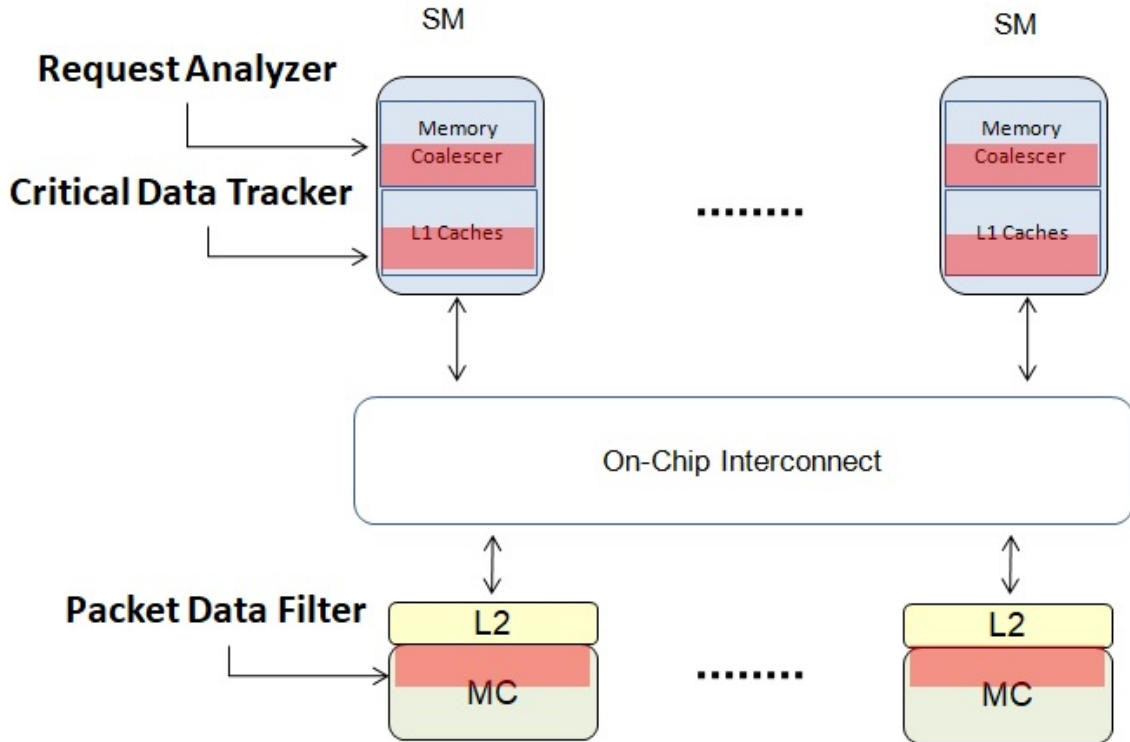 SM
SM
Request Analyzer
Memory
Coalescer
Memory
Coalescer
Critical Data Tracker
L1 Caches
L1 Caches
On-Chip Interconnect
Packet Data Filter
L2
L2
MC
MC